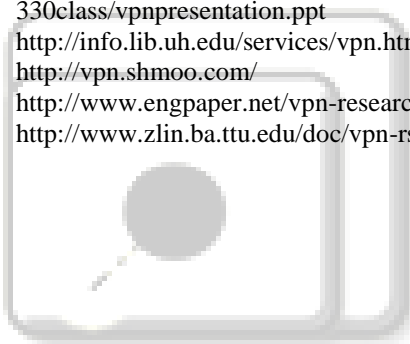 330class/vpnpresentation.ppt
http://info.lib.uh.edu/services/vpn.htm
http://vpn.shmoo.com/
http://www.engpaper.net/vpn-researc
http://www.zlin.ba.ttu.edu/doc/vpn-rs